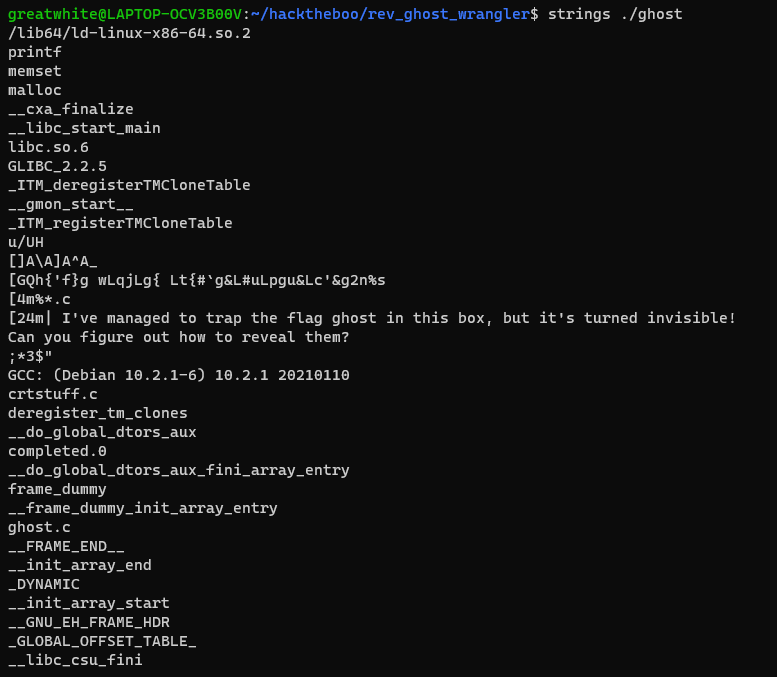 greatwhite@LAPTOP-OCV3B00V:~/hacktheboo/rev_ghost_wrangler$ strings ./ghost
/lib64/ld-linux-x86-64.so.2
printf
memset
malloc
__cxa_finalize
__libc_start_main
libc.so.6
GLIBC_2.2.5
_ITM_deregisterTMCloneTable
__gmon_start__
_ITM_registerTMCloneTable
u/UH
[]A\A]A^A_
[GQh{'f}g wLqjLg{ Lt{#`g&L#uLpgu&Lc'&g2n%s
[4m%*.c
[24m| I've managed to trap the flag ghost in this box, but it's turned invisible!
Can you figure out how to reveal them?
;*3$"
GCC: (Debian 10.2.1-6) 10.2.1 20210110
crtstuff.c
deregister_tm_clones
__do_global_dtors_aux
completed.0
__do_global_dtors_aux_fini_array_entry
frame_dummy
__frame_dummy_init_array_entry
ghost.c
__FRAME_END__
__init_array_end
_DYNAMIC
__init_array_start
__GNU_EH_FRAME_HDR
_GLOBAL_OFFSET_TABLE_
__libc_csu_fini